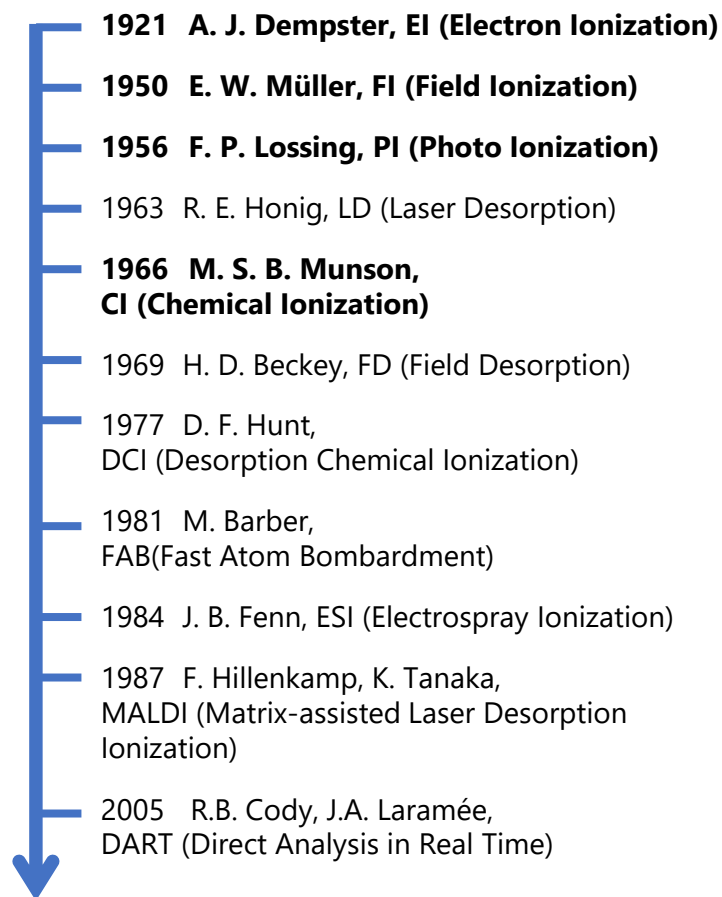 1921 A. J. Dempster, EI (Electron Ionization)
1950 E. W. Müller, FI (Field Ionization)
1956 F. P. Lossing, PI (Photo Ionization)
1963 R. E. Honig, LD (Laser Desorption)
1966 M. S. B. Munson,
CI (Chemical Ionization)
1969 H. D. Beckey, FD (Field Desorption)
1977 D. F. Hunt,
DCI (Desorption Chemical Ionization)
1981 M. Barber,
FAB(Fast Atom Bombardment)
1984 J. B. Fenn, ESI (Electrospray Ionization)
1987 F. Hillenkamp, K. Tanaka,
MALDI (Matrix-assisted Laser Desorption
Ionization)
2005 R.B. Cody, J.A. Laramée,
DART (Direct Analysis in Real Time)